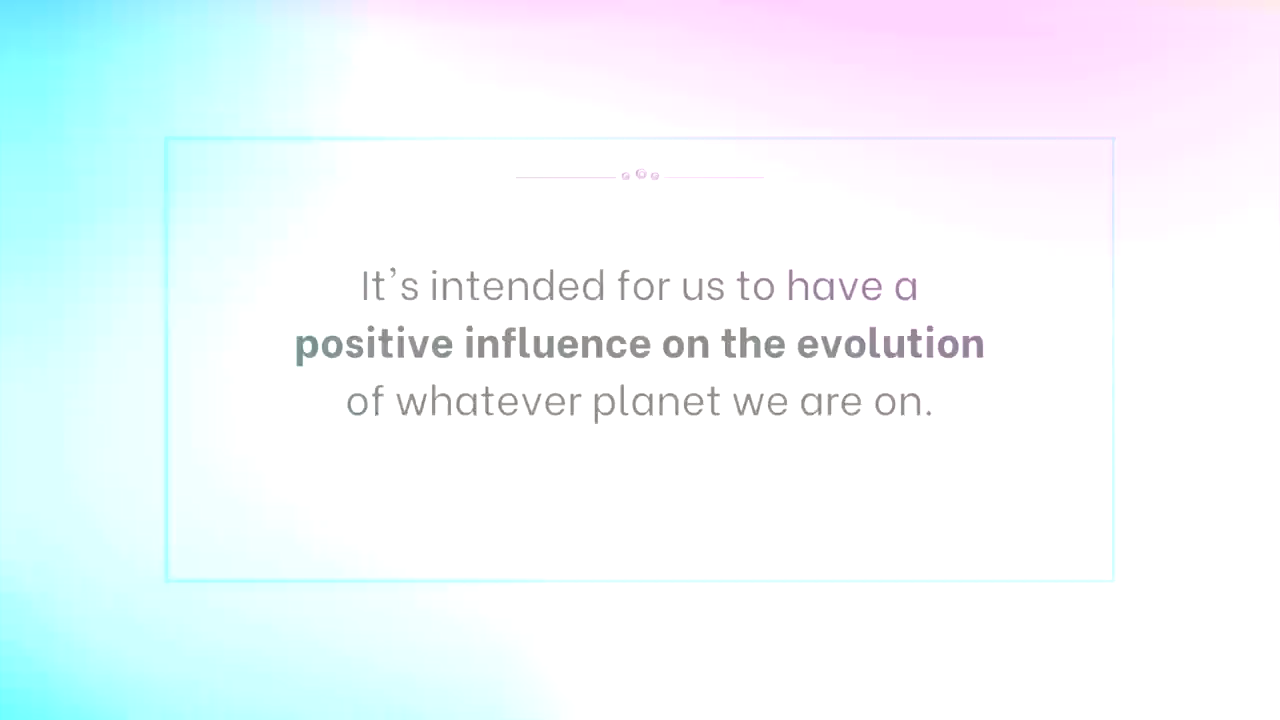 It's intended for us to have a
positive influence on the evolution
of whatever planet we are on.